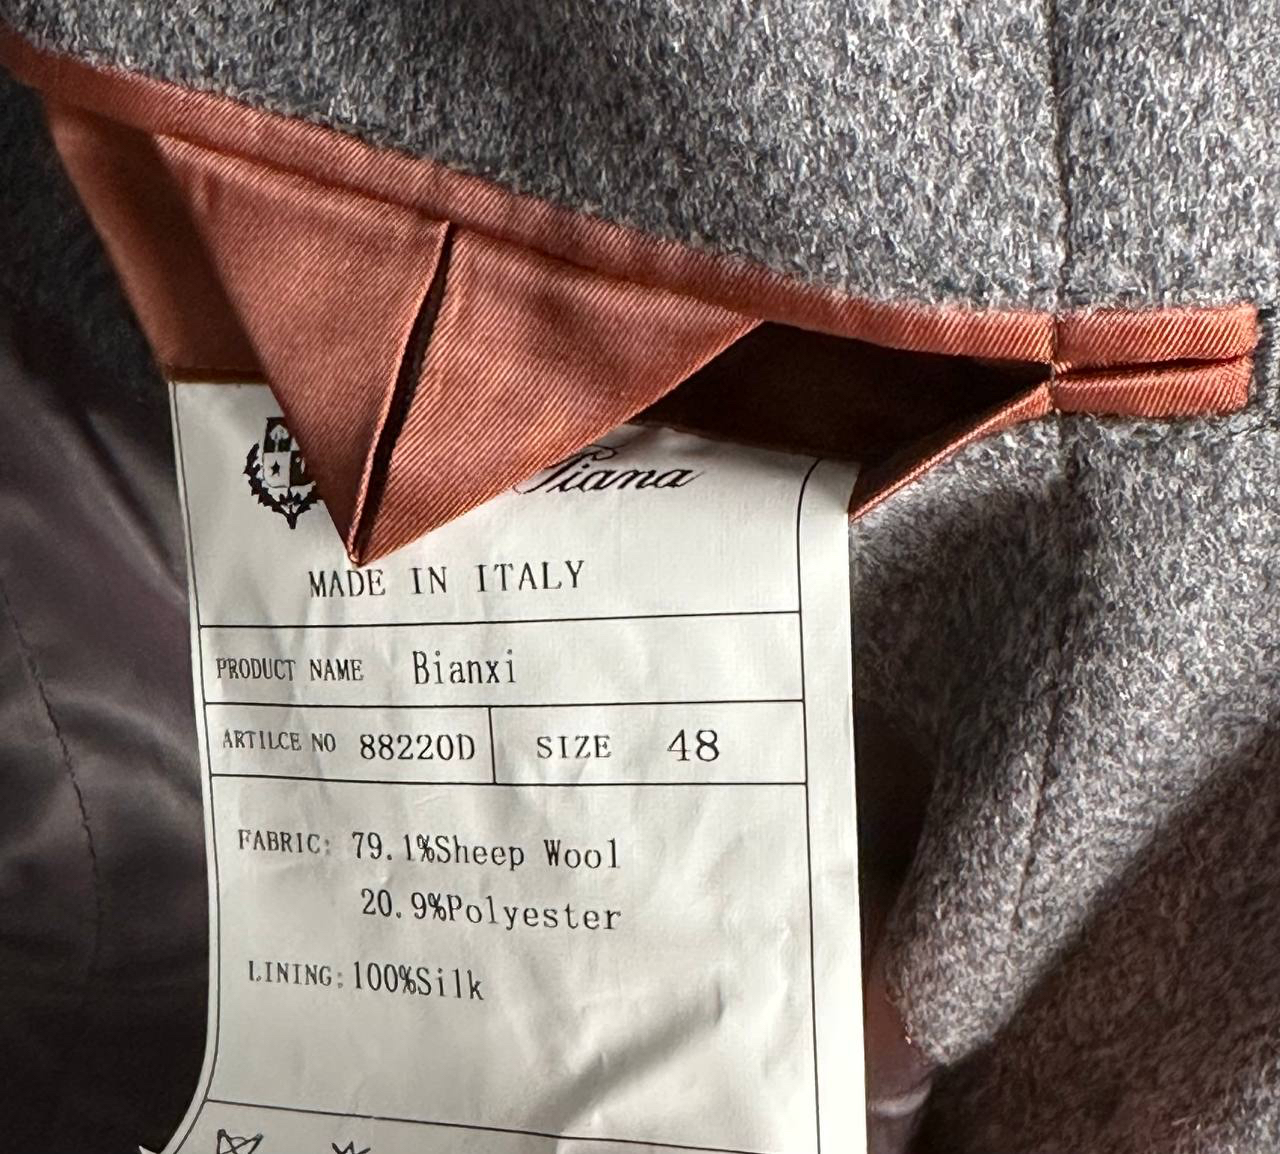 Piana
MADE IN ITALY
PRODUCT NAME Bianxi
ARTILCE NO 88220D SIZE 48
FABRIC: 79.1%Sheep Wool
20.9%Polyester
LINING:100%Silk